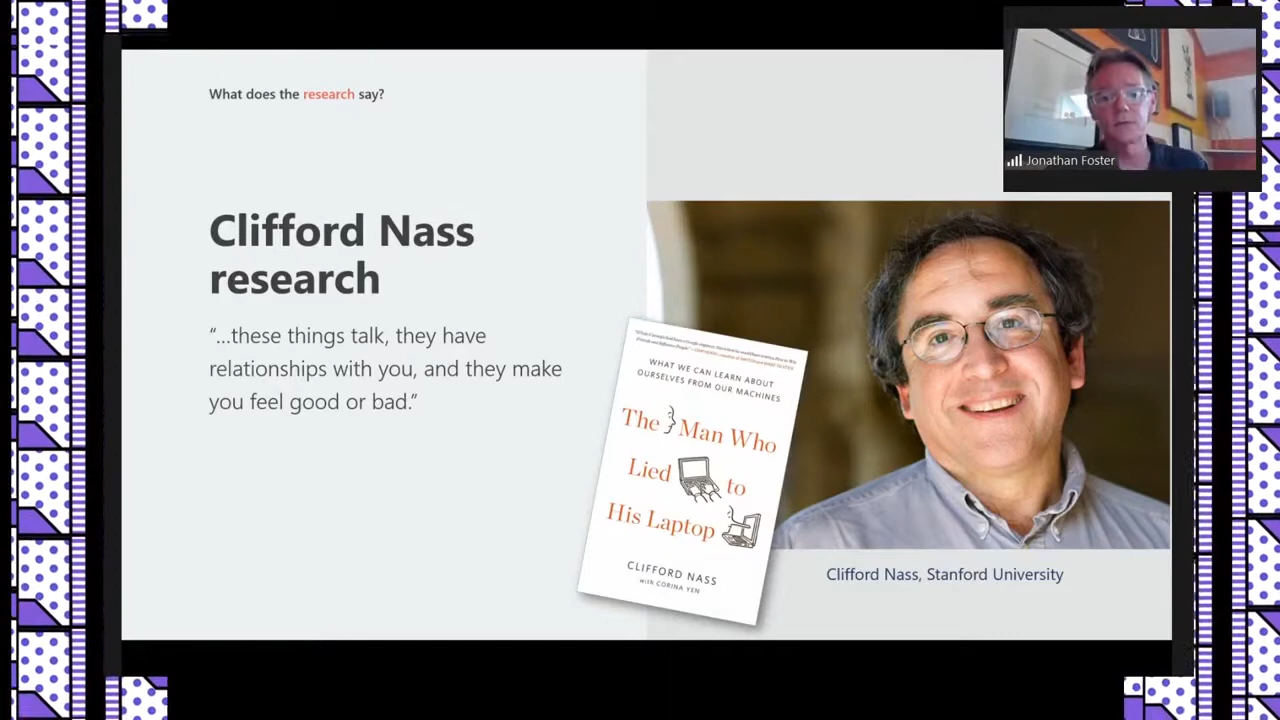 What does the research say?
Jonathan Foster
Clifford Nass
research
“...these things talk, they have
relationships with you, and they make
you feel good or bad.”
WHAT WE CAN LEARN ABOUT
OURSELVES FROM OUR MACHINES
The Man Who
Lied to
His Laptop
CLIFFORD NASS
with CORINA YEN
Clifford Nass, Stanford University